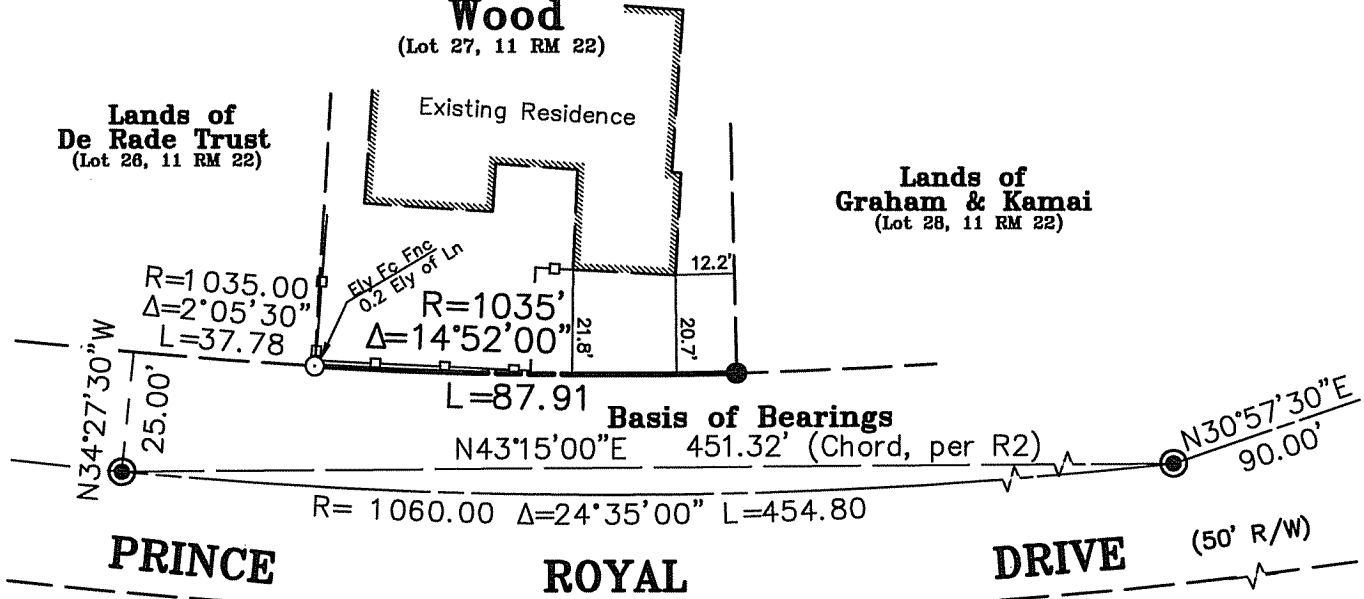 Wood
(Lot 27, 11 RM 22)
Existing Residence
Lands of
De Rade Trust
(Lot 26, 11 RM 22)
Lands of
Graham & Kamai
(Lot 28, 11 RM 22)
Ely Fc Fnc
0.2 Ely of Ln
12.2'
R=1035.00
Δ=2°05'30"
L=37.78
R=1035'
Δ=14°52'00"
L=87.91
21.8'
20.7'
N34°27'30"W
25.00'
Basis of Bearings
N43°15'00"E 451.32' (Chord, per R2)
N30°57'30"E
90.00'
R= 1060.00 Δ=24°35'00" L=454.80
PRINCE ROYAL DRIVE (50' R/W)